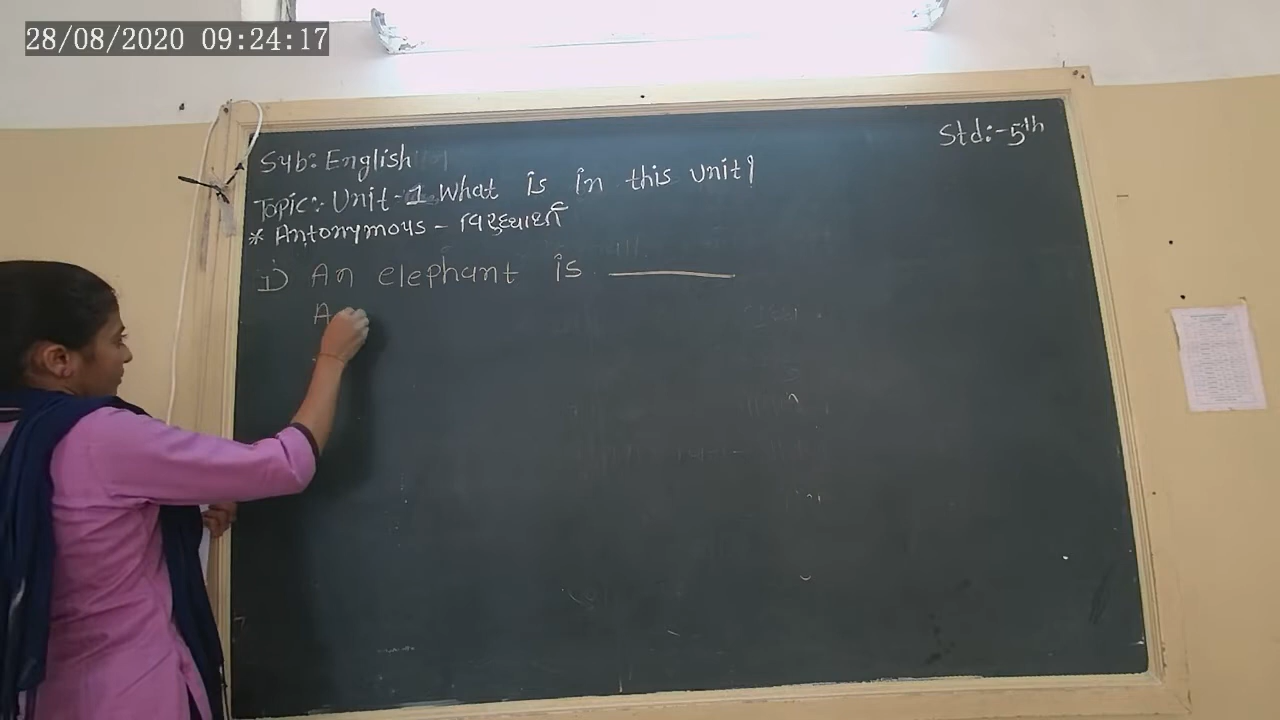 28/08/2020 09:24:17
Std:-5th
Sub: English
Topic: Unit-1 What is in this unit?
* Antonymous - વિરુદ્ધાર્થી
1) An elephant is ______
A